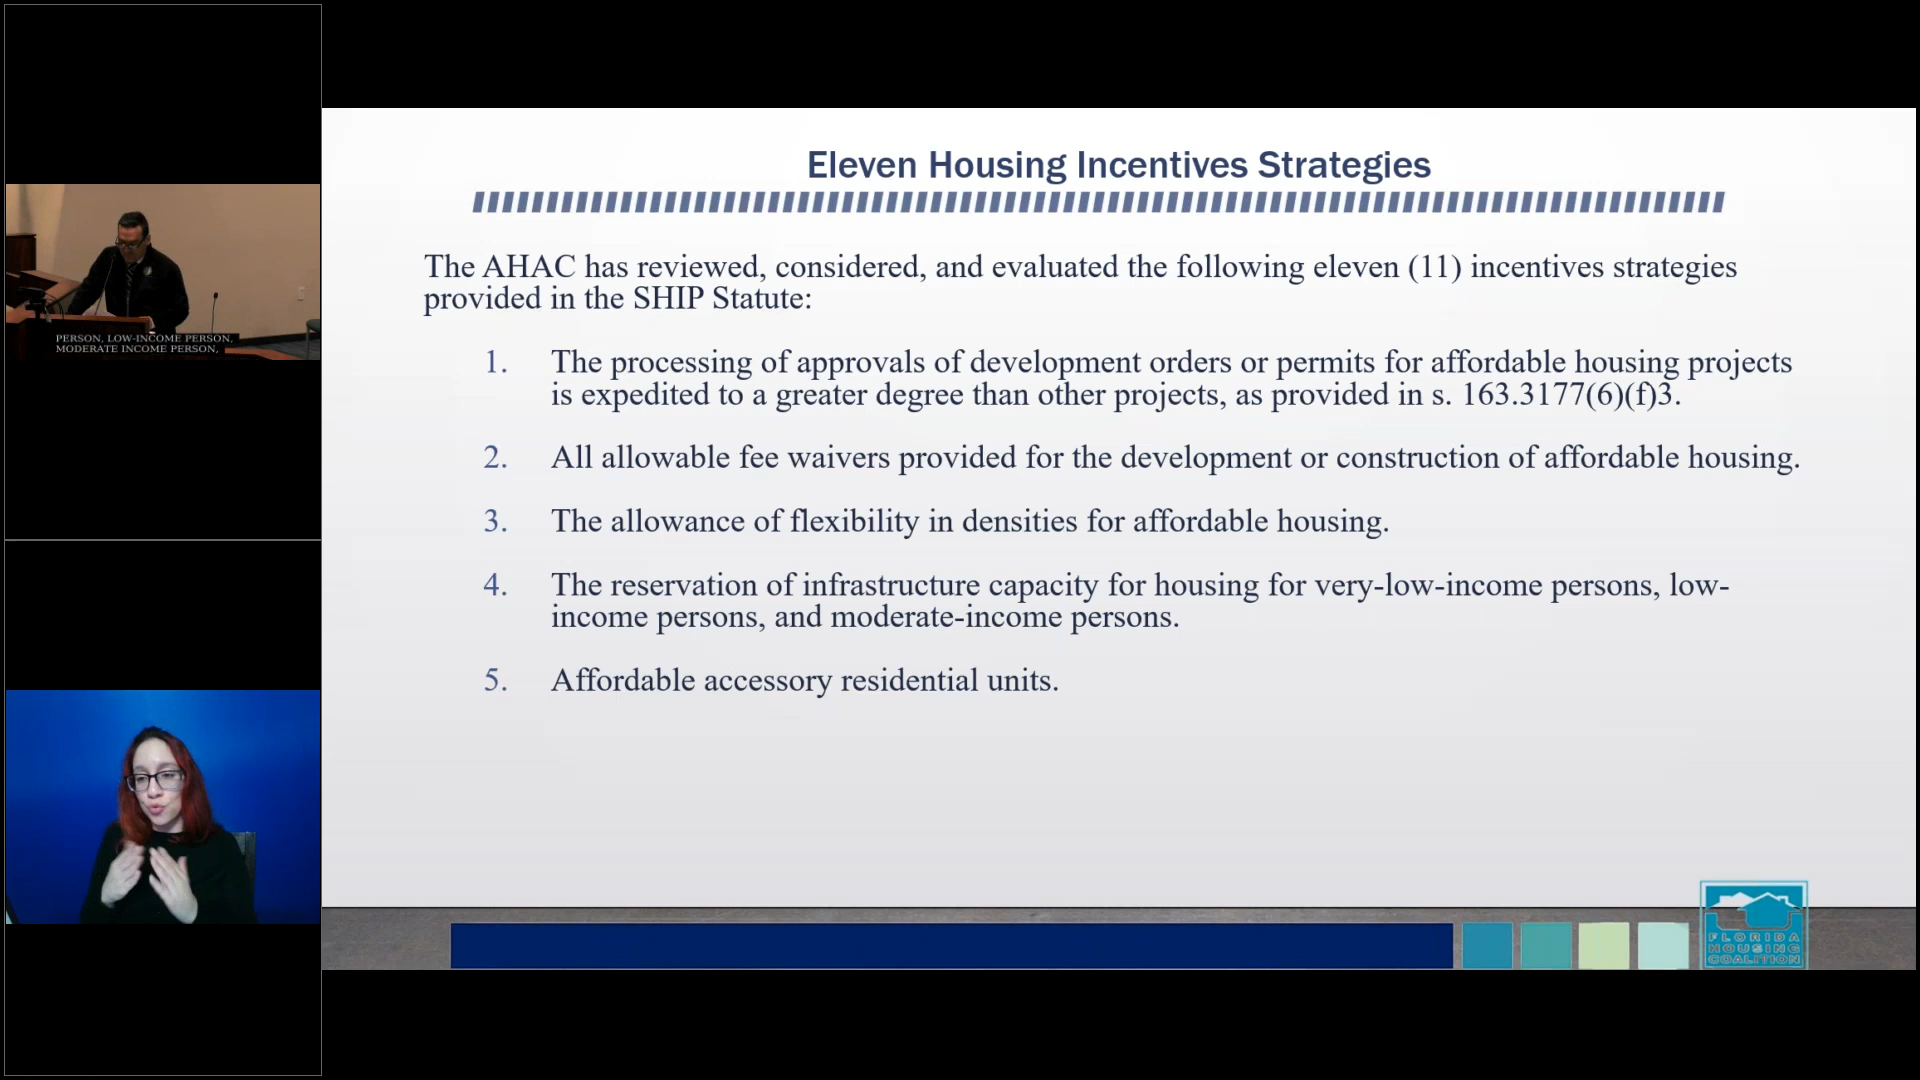 Eleven Housing Incentives Strategies
The AHAC has reviewed, considered, and evaluated the following eleven (11) incentives strategies
provided in the SHIP Statute:
1. The processing of approvals of development orders or permits for affordable housing projects
is expedited to a greater degree than other projects, as provided in s. 163.3177(6)(f)3.
2. All allowable fee waivers provided for the development or construction of affordable housing.
3. The allowance of flexibility in densities for affordable housing.
4. The reservation of infrastructure capacity for housing for very-low-income persons, low-
income persons, and moderate-income persons.
5. Affordable accessory residential units.
PERSON, LOW-INCOME PERSON,
MODERATE INCOME PERSON,
FLORIDA
HOUSING
COALITION